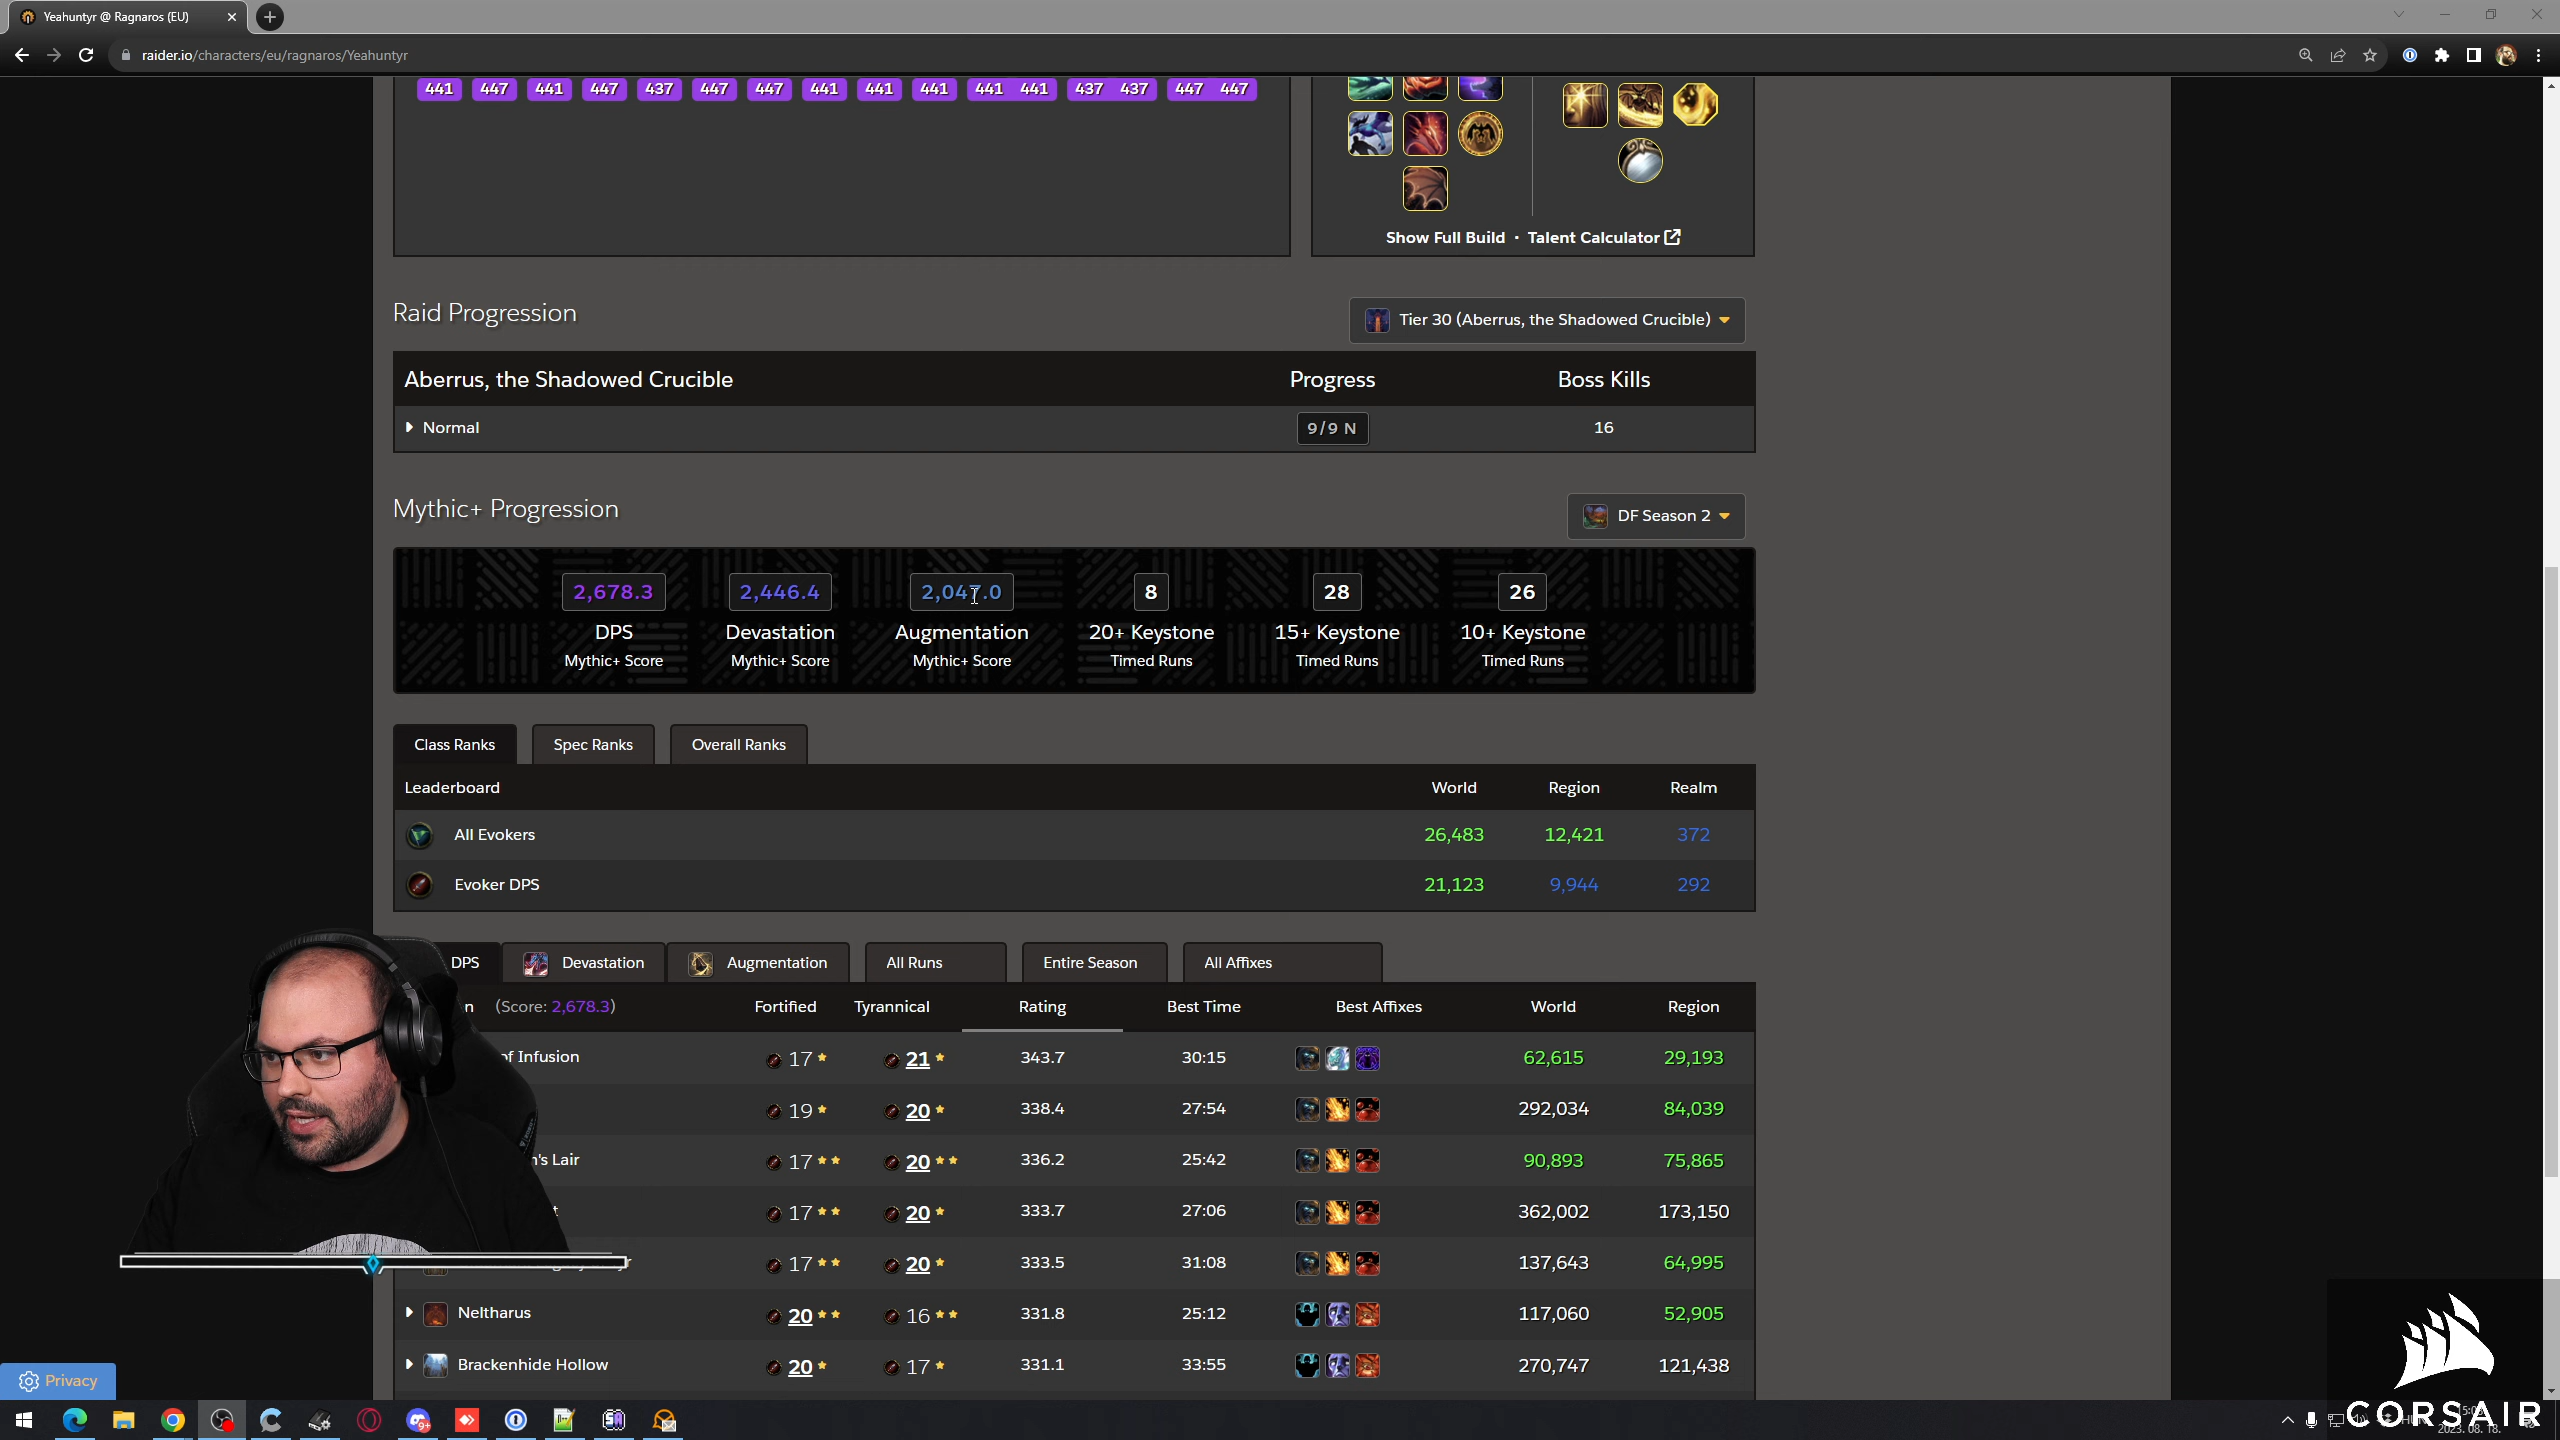 Yeahuntyr @ Ragnaros (EU)
raider.io/characters/eu/ragnaros/Yeahuntyr
441 447 441 447 437 447 447 441 441 441 441 441 437 437 447 447
Show Full Build · Talent Calculator
Raid Progression
Tier 30 (Aberrus, the Shadowed Crucible)
Aberrus, the Shadowed Crucible Progress Boss Kills
Normal 9/9 N 16
Mythic+ Progression
DF Season 2
2,678.3 2,446.4 2,047.0 8 28 26
DPS Devastation Augmentation 20+ Keystone 15+ Keystone 10+ Keystone
Mythic+ Score Mythic+ Score Mythic+ Score Timed Runs Timed Runs Timed Runs
Class Ranks Spec Ranks Overall Ranks
Leaderboard World Region Realm
All Evokers 26,483 12,421 372
Evoker DPS 21,123 9,944 292
DPS Devastation Augmentation All Runs Entire Season All Affixes
n (Score: 2,678.3) Fortified Tyrannical Rating Best Time Best Affixes World Region
of Infusion 17 21 343.7 30:15 62,615 29,193
19 20 338.4 27:54 292,034 84,039
n's Lair 17 20 336.2 25:42 90,893 75,865
t 17 20 333.7 27:06 362,002 173,150
17 20 333.5 31:08 137,643 64,995
Neltharus 20 16 331.8 25:12 117,060 52,905
Brackenhide Hollow 20 17 331.1 33:55 270,747 121,438
Privacy
9+
CORSAIR
2023. 08. 18.